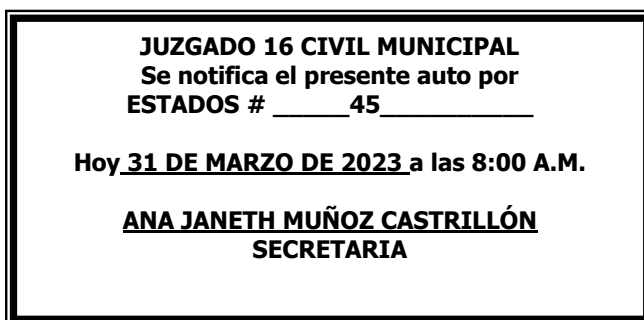 JUZGADO 16 CIVIL MUNICIPAL
Se notifica el presente auto por
ESTADOS # _____45__________
Hoy 31 DE MARZO DE 2023 a las 8:00 A.M.
ANA JANETH MUÑOZ CASTRILLÓN
SECRETARIA